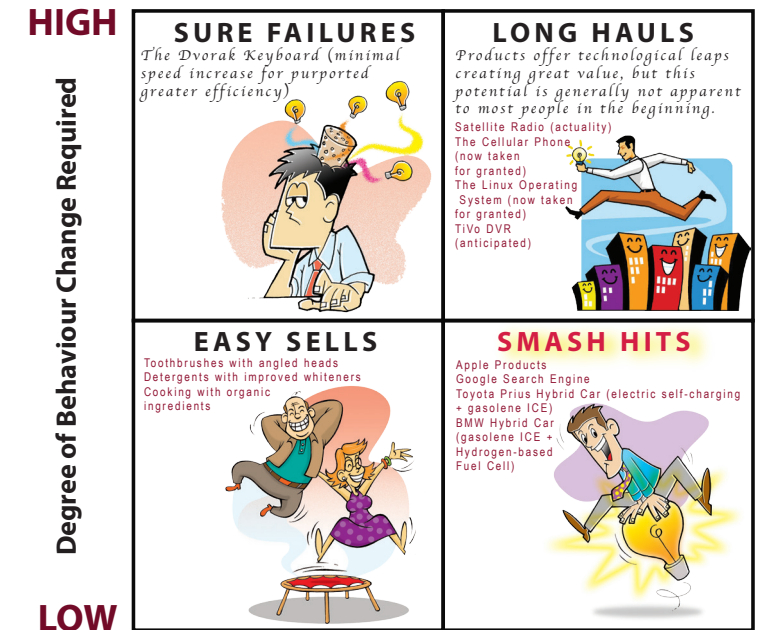 HIGH
Degree of Behaviour Change Required
LOW
SURE FAILURES
The Dvorak Keyboard (minimal
speed increase for purported
greater efficiency)
LONG HAULS
Products offer technological leaps
creating great value, but this
potential is generally not apparent
to most people in the beginning.
Satellite Radio (actuality)
The Cellular Phone
(now taken
for granted)
The Linux Operating
System (now taken
for granted)
TiVo DVR
(anticipated)
EASY SELLS
Toothbrushes with angled heads
Detergents with improved whiteners
Cooking with organic
ingredients
SMASH HITS
Apple Products
Google Search Engine
Toyota Prius Hybrid Car (electric self-charging
+ gasolene ICE)
BMW Hybrid Car
(gasolene ICE +
Hydrogen-based
Fuel Cell)